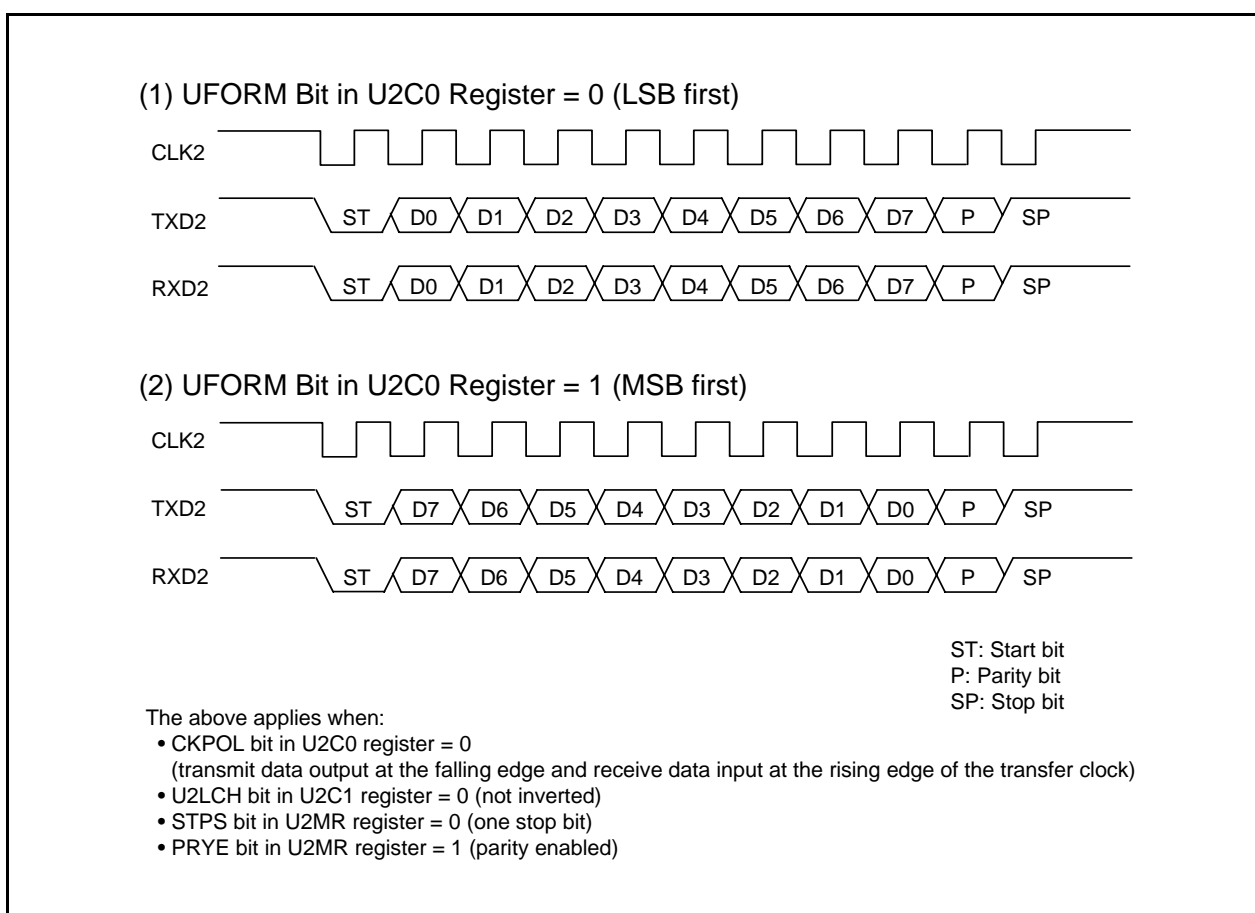 (1) UFORM Bit in U2C0 Register = 0 (LSB first)
CLK2
TXD2 ST D0 D1 D2 D3 D4 D5 D6 D7 P SP
RXD2 ST D0 D1 D2 D3 D4 D5 D6 D7 P SP
(2) UFORM Bit in U2C0 Register = 1 (MSB first)
CLK2
TXD2 ST D7 D6 D5 D4 D3 D2 D1 D0 P SP
RXD2 ST D7 D6 D5 D4 D3 D2 D1 D0 P SP
ST: Start bit
P: Parity bit
SP: Stop bit
The above applies when:
• CKPOL bit in U2C0 register = 0
(transmit data output at the falling edge and receive data input at the rising edge of the transfer clock)
• U2LCH bit in U2C1 register = 0 (not inverted)
• STPS bit in U2MR register = 0 (one stop bit)
• PRYE bit in U2MR register = 1 (parity enabled)